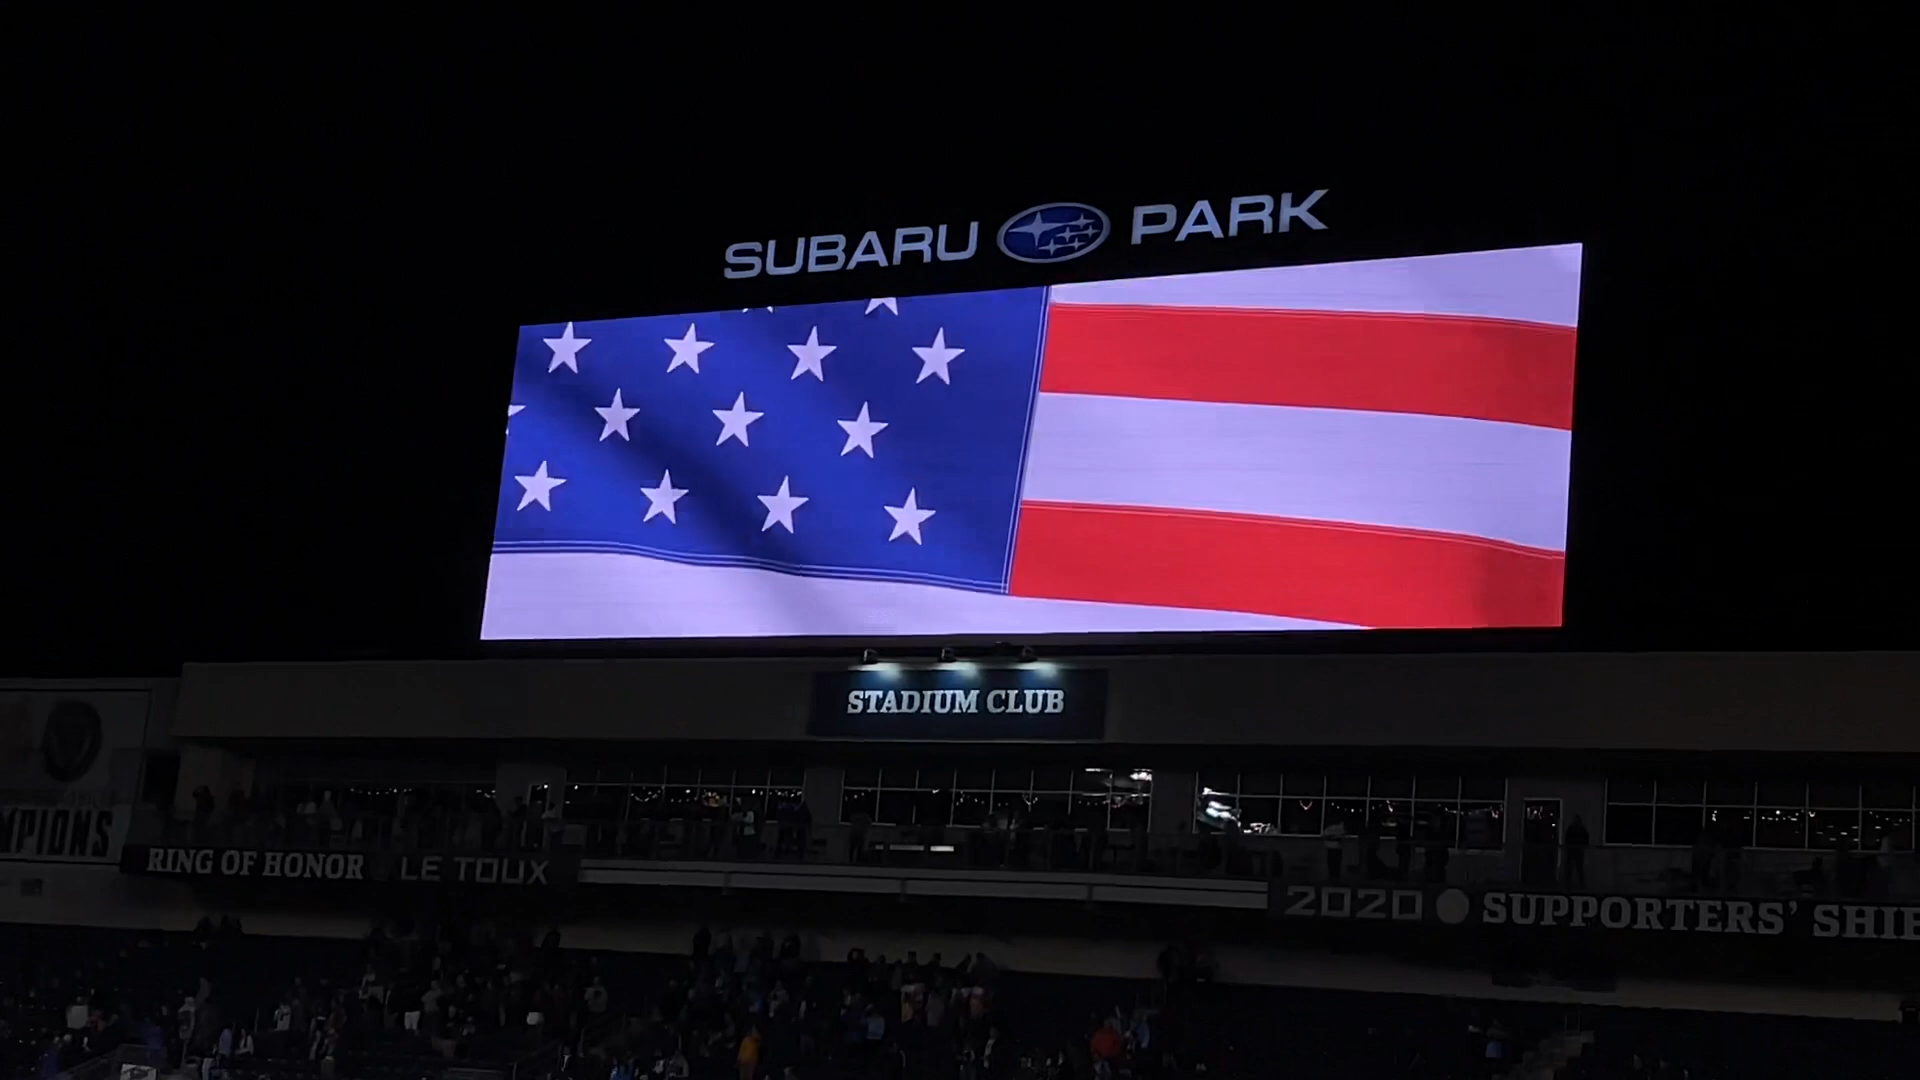 SUBARU PARK
STADIUM CLUB
MPIONS
RING OF HONOR LE TOUX
2020 SUPPORTERS' SHIE